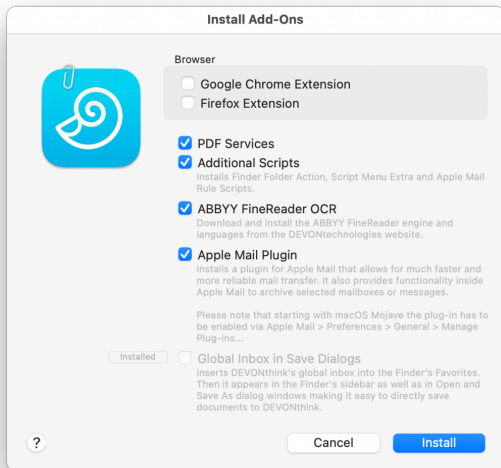 Install Add-Ons
Browser
Google Chrome Extension
Firefox Extension
PDF Services
Additional Scripts
Installs Finder Folder Action, Script Menu Extra and Apple Mail
Rule Scripts.
ABBYY FineReader OCR
Download and install the ABBYY FineReader engine and
languages from the DEVONtechnologies website.
Apple Mail Plugin
Installs a plugin for Apple Mail that allows for much faster and
more reliable mail transfer. It also provides functionality inside
Apple Mail to archive selected mailboxes or messages.
Please note that starting with macOS Mojave the plug-in has to
be enabled via Apple Mail > Preferences > General > Manage
Plug-ins...
Installed
Global Inbox in Save Dialogs
Inserts DEVONthink's global inbox into the Finder's Favorites.
Then it appears in the Finder's sidebar as well as in Open and
Save As dialog windows making it easy to directly save
documents to DEVONthink.
?
Cancel
Install